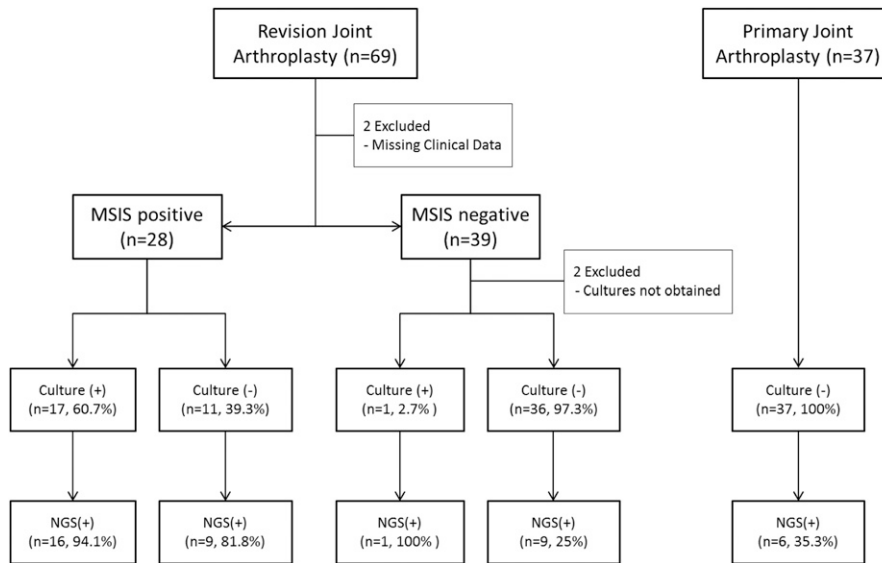 Revision Joint
Arthroplasty (n=69)
Primary Joint
Arthroplasty (n=37)
2 Excluded
- Missing Clinical Data
MSIS positive
(n=28)
MSIS negative
(n=39)
2 Excluded
- Cultures not obtained
Culture (+)
(n=17, 60.7%)
Culture (-)
(n=11, 39.3%)
Culture (+)
(n=1, 2.7% )
Culture (-)
(n=36, 97.3%)
Culture (-)
(n=37, 100%)
NGS(+)
(n=16, 94.1%)
NGS(+)
(n=9, 81.8%)
NGS(+)
(n=1, 100% )
NGS(+)
(n=9, 25%)
NGS(+)
(n=6, 35.3%)